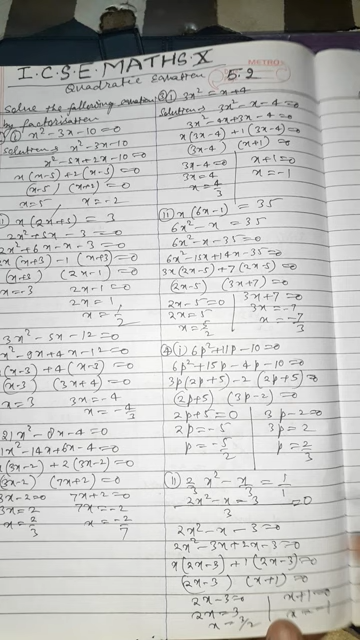 I.C.S.E. MATHS. X
METRO
Quadratic Equation 5.2
Solve the following equation
by factorisation
(i) x²-3x-10=0
Solution x²-3x-10
x²-5x+2x-10=0
x(x-5)+2(x-5)=0
(x-5) (x+2)=0
x=5, x=-2
(ii) x(2x+5)=3
2x²+5x-3=0
2x²+6x-x-3=0
2x(x+3)-1(x+3)=0
(x+3) (2x-1)=0
x=-3 2x-1=0
2x=1
x=1/2
3x²-5x-12=0
3x²-9x+4x-12=0
(x-3)+4(x-3)=0
(x-3) (3x+4)=0
x=3 3x=-4
x=-4/3
21x²-8x-4=0
21x²-14x+6x-4=0
(3x-2)+2(3x-2)=0
(3x-2) (7x+2)=0
3x-2=0 7x+2=0
3x=2 7x=-2
x=2/3 x=-2/7
3(i) 3x²=x+4
Solution 3x²-x-4=0
3x²-4x+3x-4=0
x(3x-4)+1(3x-4)=0
(3x-4) (x+1)=0
3x-4=0 x+1=0
3x=4 x=-1
x=4/3
(ii) x(6x-1)=35
6x²-x=35
6x²-x-35=0
6x²-15x+14x-35=0
3x(2x-5)+7(2x-5)=0
(2x-5) (3x+7)=0
2x-5=0 3x+7=0
2x=5 3x=-7
x=5/2 x=-7/3
4(i) 6p²+11p-10=0
6p²+15p-4p-10=0
3p(2p+5)-2(2p+5)=0
(2p+5) (3p-2)=0
2p+5=0 3p-2=0
2p=-5 3p=2
p=-5/2 p=2/3
(ii) 2/3 x²-x/3=1/1
2x²-x=3/3 =0
2x²-x-3=0
2x²-3x+2x-3=0
x(2x-3)+1(2x-3)=0
(2x-3) (x+1)=0
2x-3=0 x+1=0
2x=3 x=-1
x=3/2